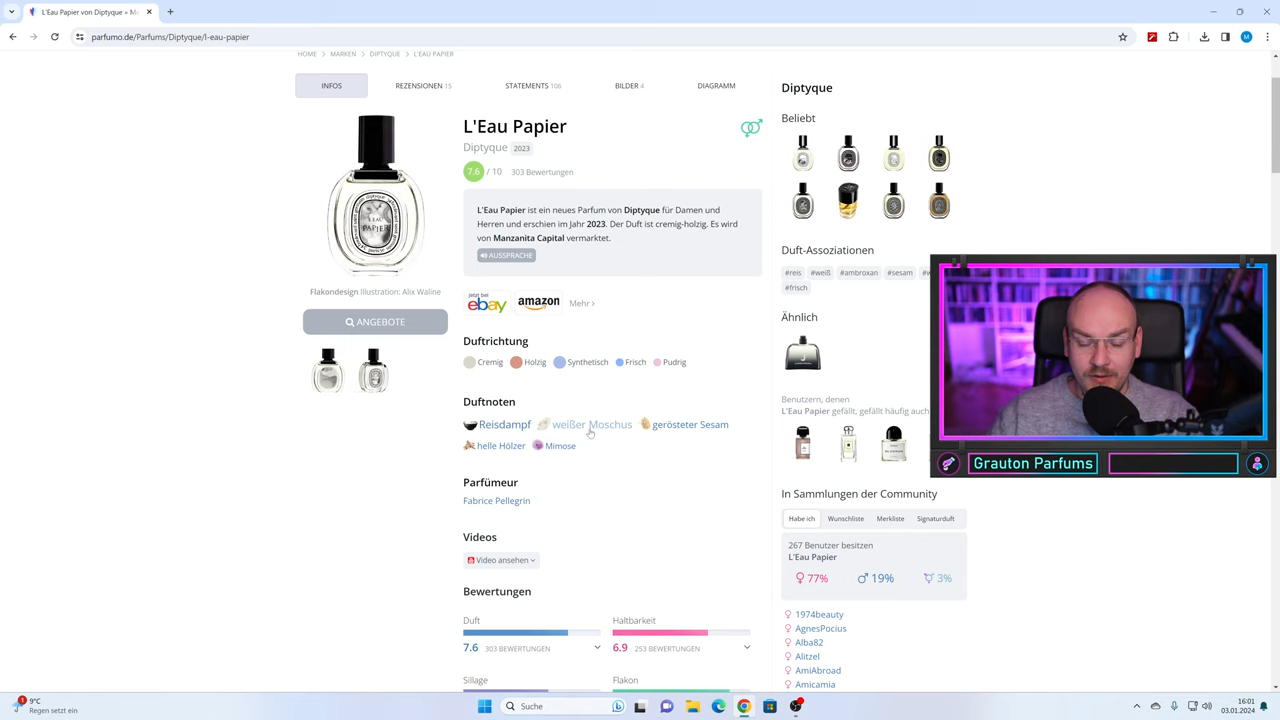 L'Eau Papier von Diptyque » M
parfumo.de/Parfums/Diptyque/l-eau-papier
HOME > MARKEN > DIPTYQUE > L'EAU PAPIER
INFOS
REZENSIONEN 15
STATEMENTS 106
BILDER 4
DIAGRAMM
L'EAU
PAPIER
Flakondesign Illustration: Alix Waline
ANGEBOTE
L'Eau Papier
Diptyque 2023
7.6 / 10 303 Bewertungen
L'Eau Papier ist ein neues Parfum von Diptyque für Damen und
Herren und erschien im Jahr 2023. Der Duft ist cremig-holzig. Es wird
von Manzanita Capital vermarktet.
AUSSPRACHE
jetzt bei
ebay
amazon
Mehr >
Duftrichtung
Cremig Holzig Synthetisch Frisch Pudrig
Duftnoten
Reisdampf weißer Moschus gerösteter Sesam
helle Hölzer Mimose
Parfümeur
Fabrice Pellegrin
Videos
Video ansehen
Bewertungen
Duft
7.6 303 BEWERTUNGEN
Haltbarkeit
6.9 253 BEWERTUNGEN
Sillage
Flakon
Diptyque
Beliebt
Duft-Assoziationen
#reis #weiß #ambroxan #sesam
#frisch
Ähnlich
Benutzern, denen
L'Eau Papier gefällt, gefällt häufig auch
In Sammlungen der Community
Habe ich Wunschliste Merkliste Signaturduft
267 Benutzer besitzen
L'Eau Papier
77% 19% 3%
1974beauty
AgnesPocius
Alba82
Alitzel
AmiAbroad
Amicamia
Grauton Parfums
1
9°C
Regen setzt ein
Suche
16:01
03.01.2024
M